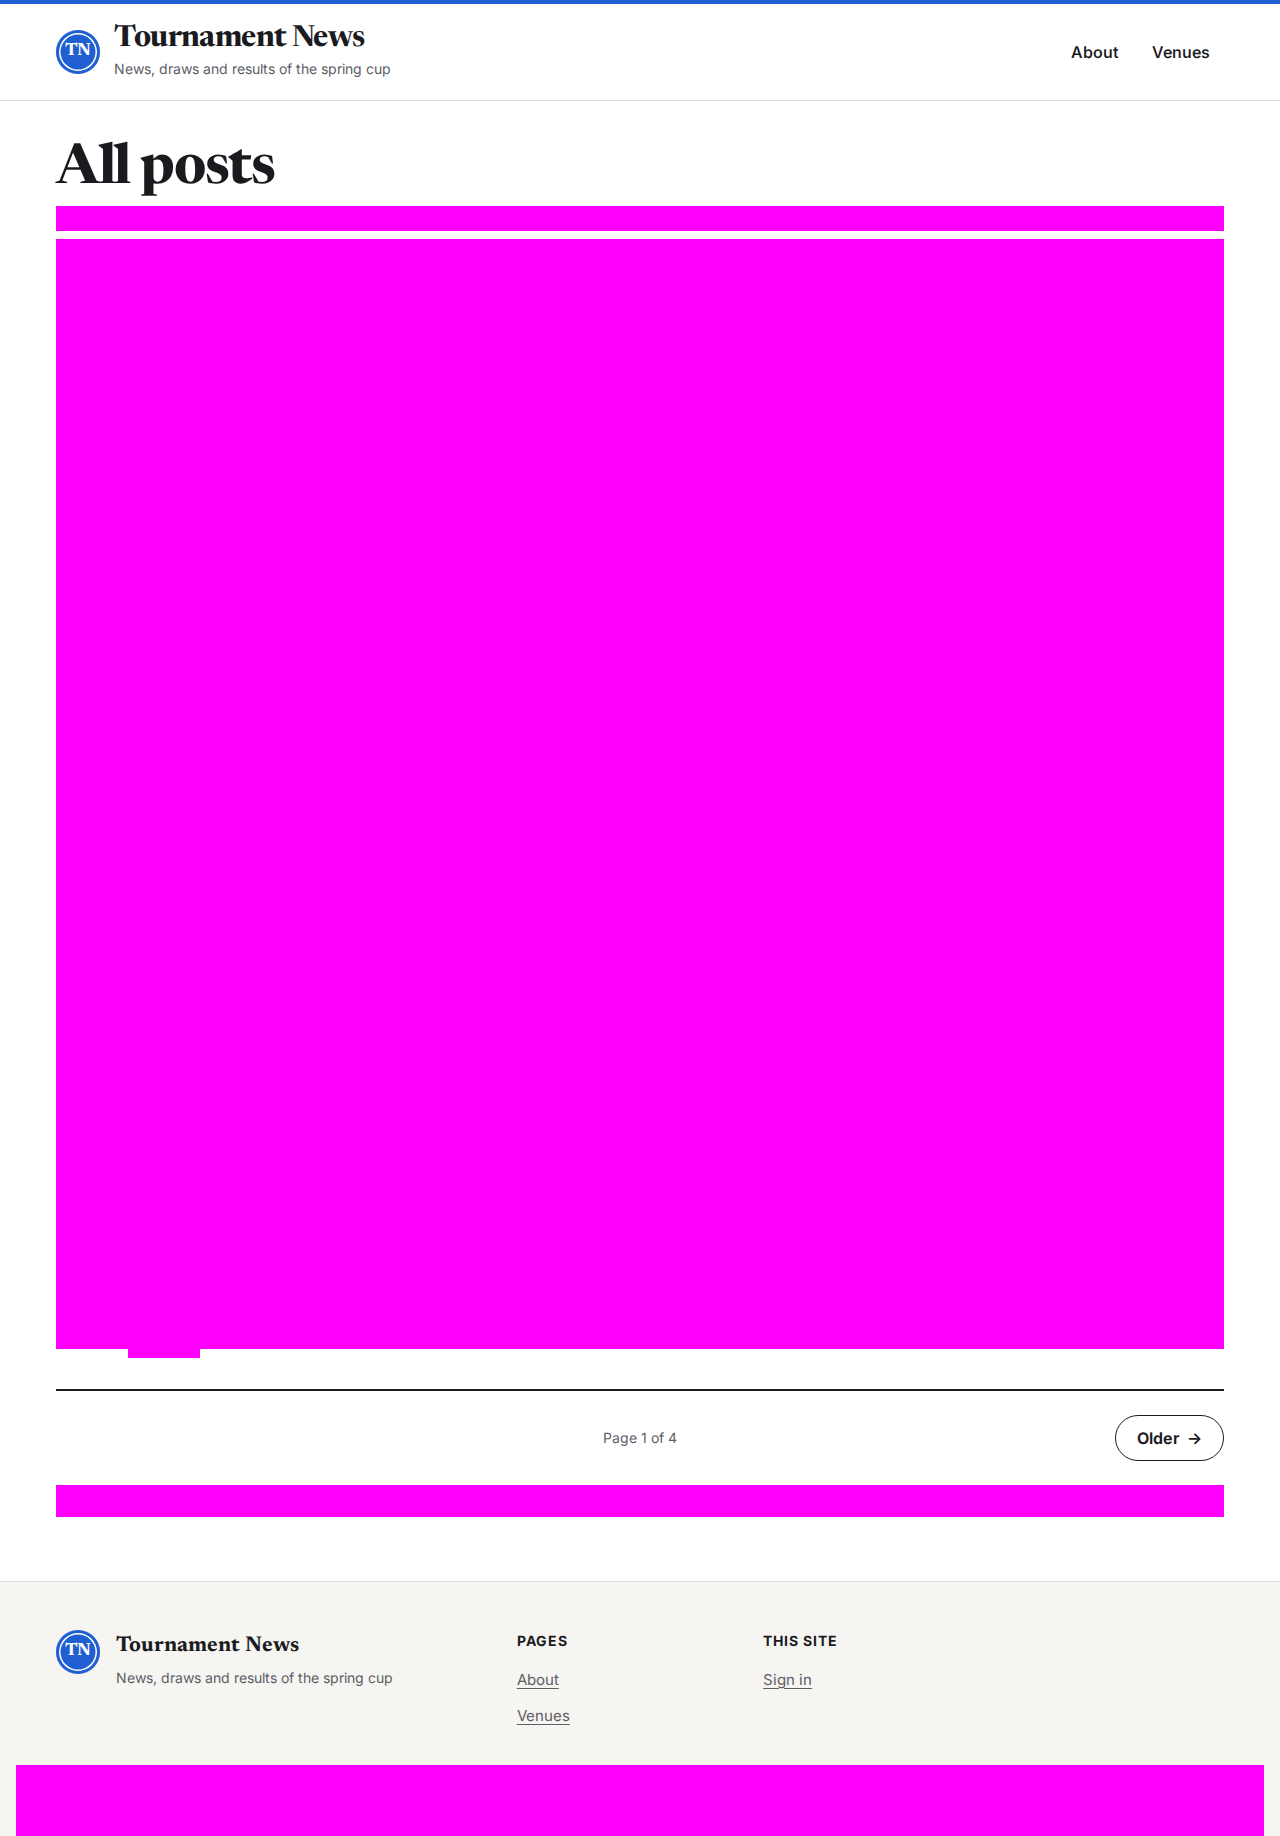 TN
Tournament News
News, draws and results of the spring cup
About
Venues
All posts
Page 1 of 4
Older →
TN
Tournament News
News, draws and results of the spring cup
PAGES
About
Venues
THIS SITE
Sign in